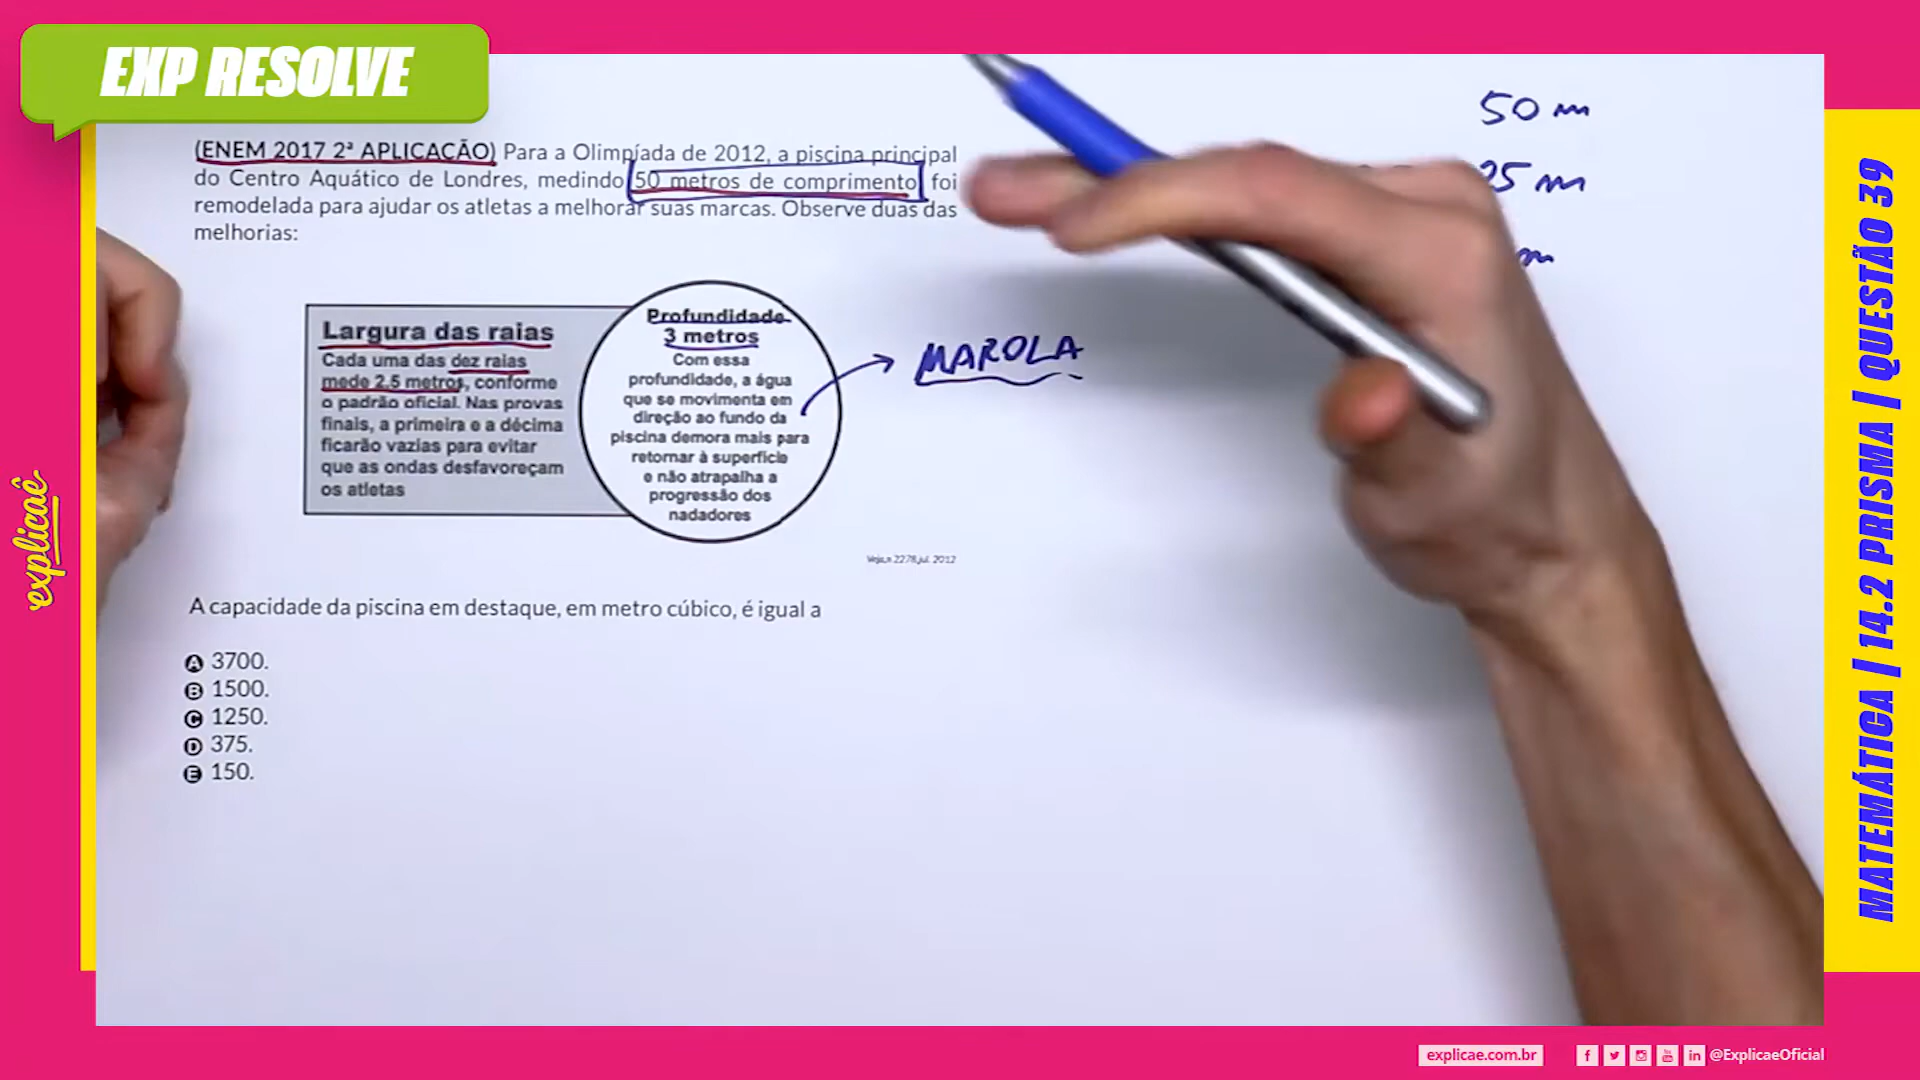 EXP RESOLVE
(ENEM 2017 2ª APLICAÇÃO) Para a Olimpíada de 2012, a piscina principal
do Centro Aquático de Londres, medindo 50 metros de comprimento foi
remodelada para ajudar os atletas a melhorar suas marcas. Observe duas das
melhorias:
Largura das raias
Cada uma das dez raias
mede 2,5 metros, conforme
o padrão oficial. Nas provas
finais, a primeira e a décima
ficarão vazias para evitar
que as ondas desfavoreçam
os atletas
Profundidade
3 metros
Com essa
profundidade, a água
que se movimenta em
direção ao fundo da
piscina demora mais para
retornar à superfície
e não atrapalha a
progressão dos
nadadores
MAROLA
50 m
25 m
m
Veja,n 2278,jul. 2012
A capacidade da piscina em destaque, em metro cúbico, é igual a
A 3700.
B 1500.
C 1250.
D 375.
E 150.
explicaê
MATEMÁTICA | 14.2 PRISMA | QUESTÃO 39
explicae.com.br
@ExplicaeOficial